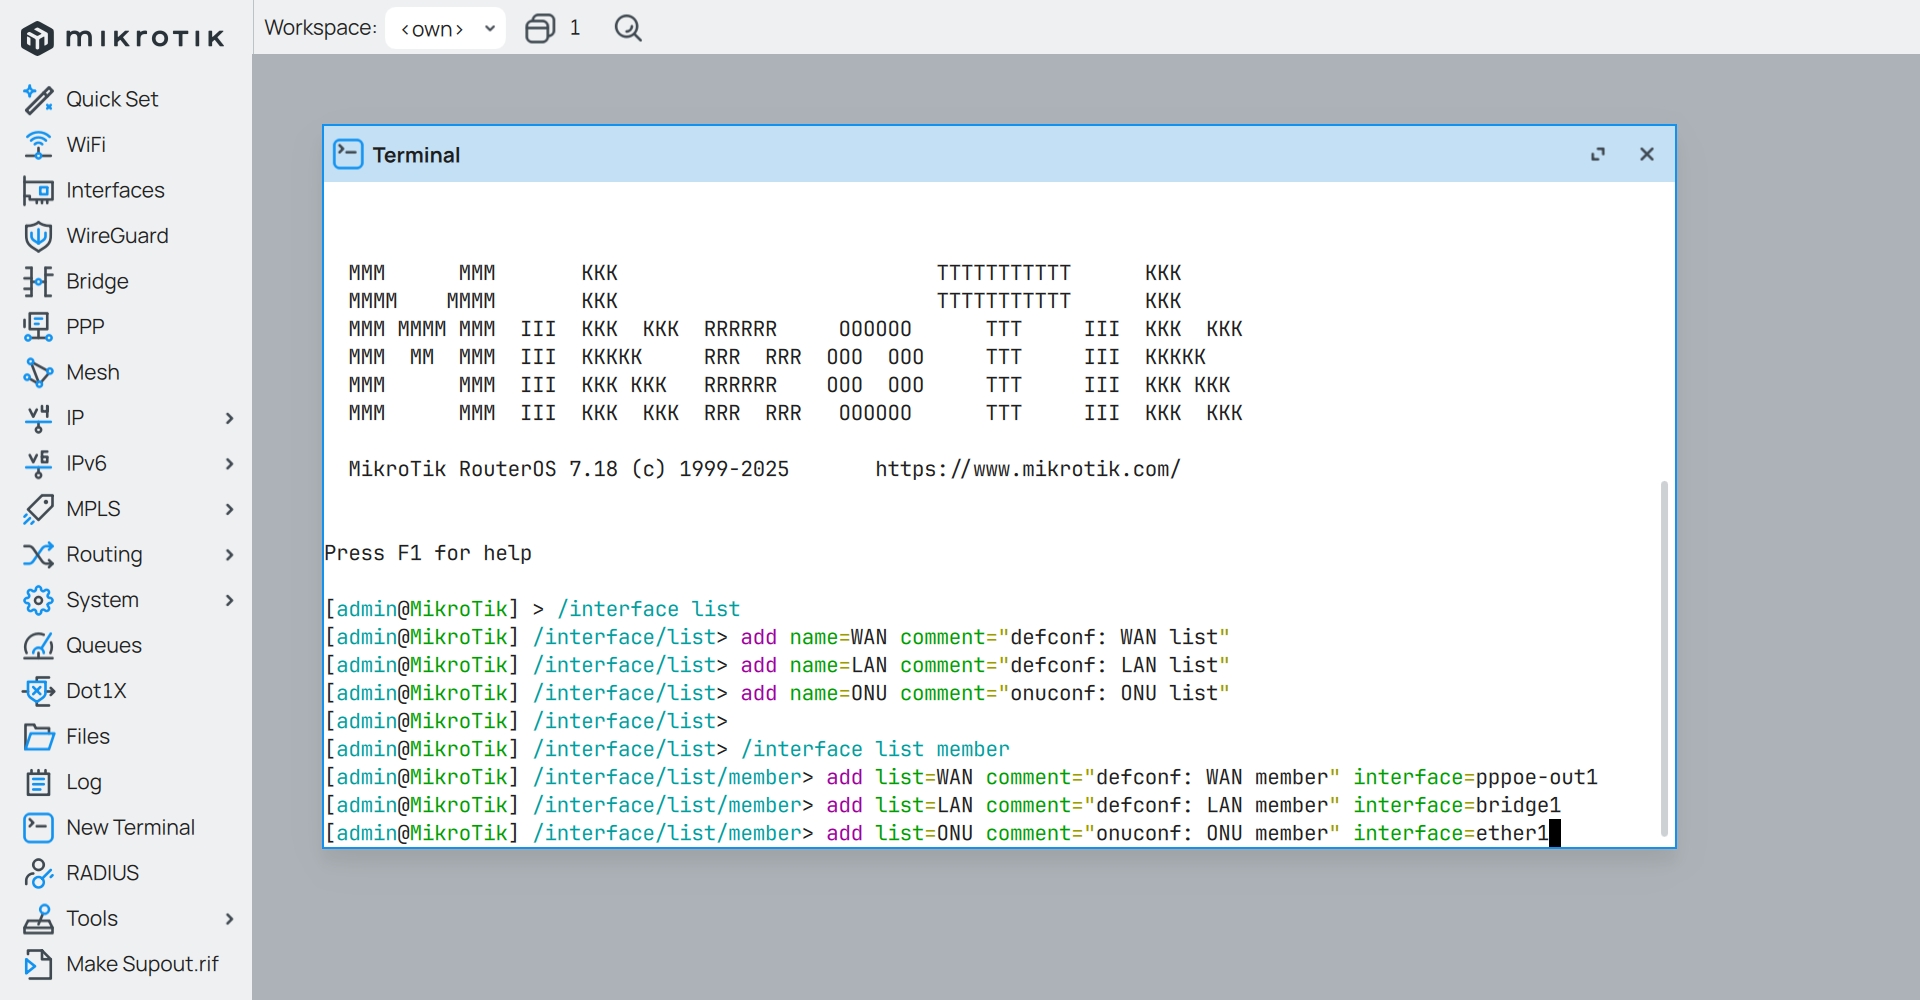 mikrotik
Workspace: <own> 1
Quick Set
WiFi
Interfaces
WireGuard
Bridge
PPP
Mesh
v4 IP
v6 IPv6
MPLS
Routing
System
Queues
Dot1X
Files
Log
New Terminal
RADIUS
Tools
Make Supout.rif
Terminal
MMM      MMM       KKK                          TTTTTTTTTTT      KKK
MMMM    MMMM       KKK                          TTTTTTTTTTT      KKK
MMM MMMM MMM  III  KKK  KKK  RRRRRR     OOOOOO      TTT     III  KKK  KKK
MMM  MM  MMM  III  KKKKK     RRR  RRR  OOO  OOO     TTT     III  KKKKK
MMM      MMM  III  KKK KKK   RRRRRR    OOO  OOO     TTT     III  KKK KKK
MMM      MMM  III  KKK  KKK  RRR  RRR   OOOOOO      TTT     III  KKK  KKK
MikroTik RouterOS 7.18 (c) 1999-2025       https://www.mikrotik.com/
Press F1 for help
[admin@MikroTik] > /interface list
[admin@MikroTik] /interface/list> add name=WAN comment="defconf: WAN list"
[admin@MikroTik] /interface/list> add name=LAN comment="defconf: LAN list"
[admin@MikroTik] /interface/list> add name=ONU comment="onuconf: ONU list"
[admin@MikroTik] /interface/list>
[admin@MikroTik] /interface/list> /interface list member
[admin@MikroTik] /interface/list/member> add list=WAN comment="defconf: WAN member" interface=pppoe-out1
[admin@MikroTik] /interface/list/member> add list=LAN comment="defconf: LAN member" interface=bridge1
[admin@MikroTik] /interface/list/member> add list=ONU comment="onuconf: ONU member" interface=ether1